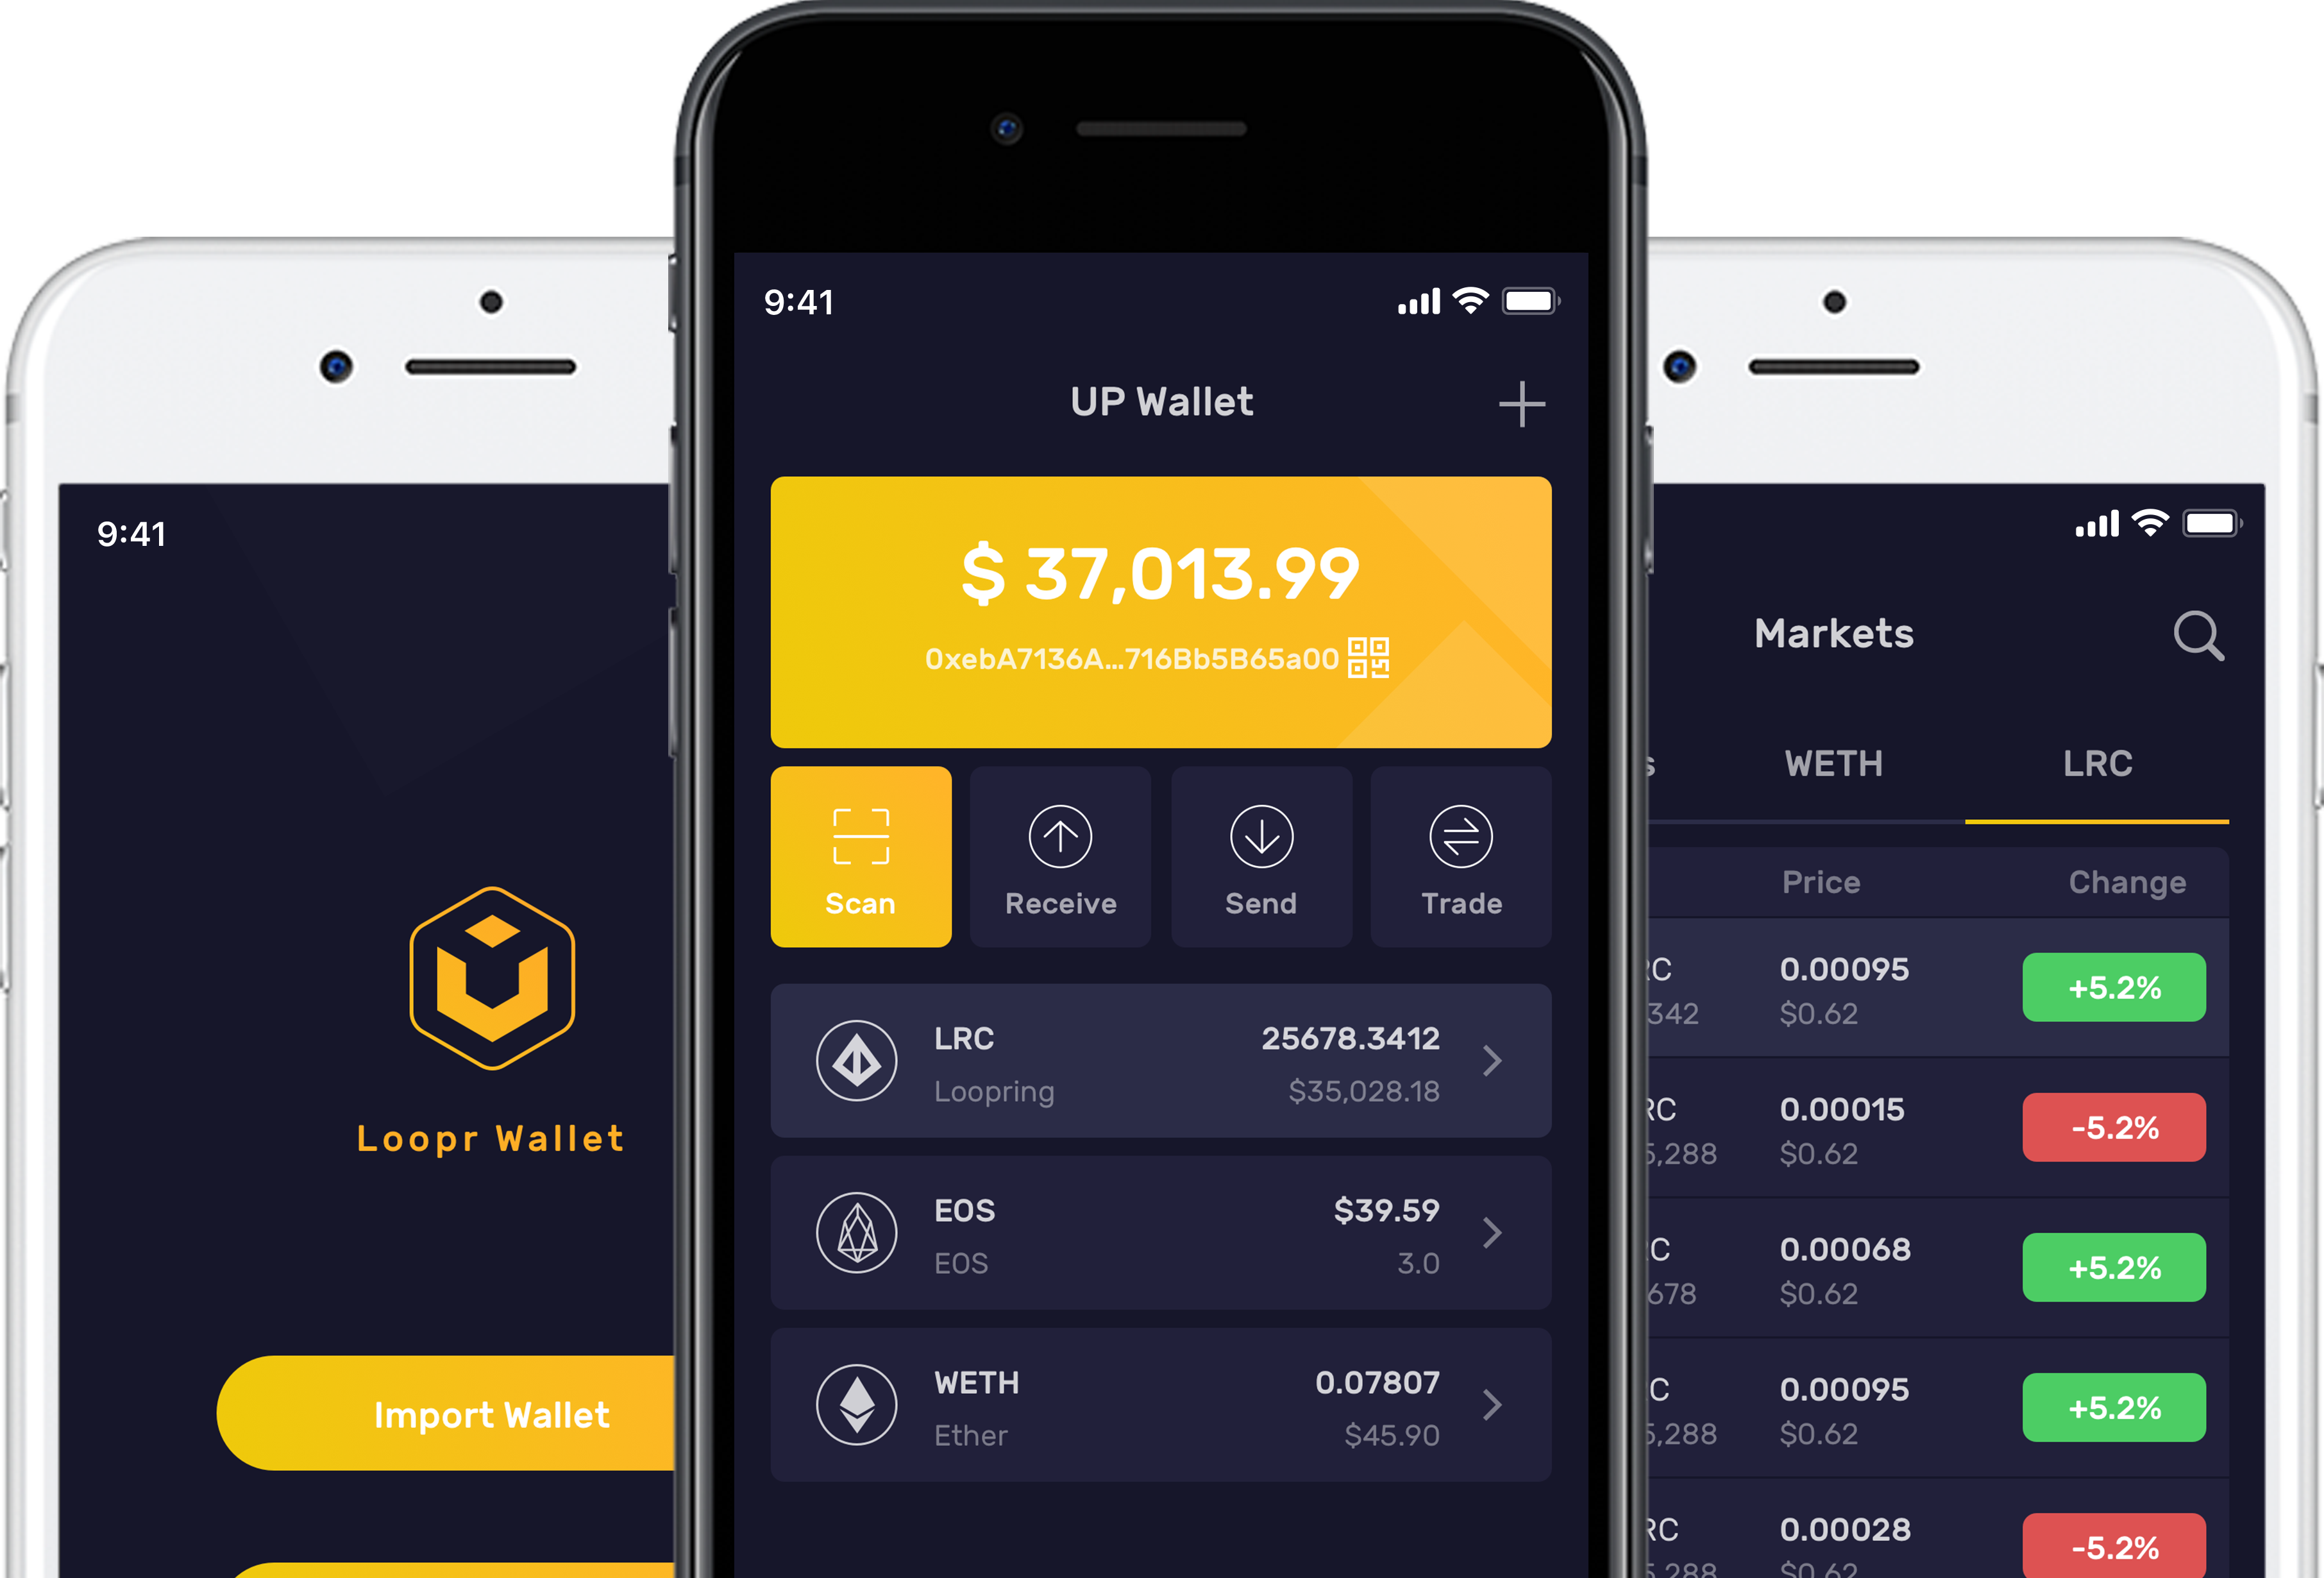 9:41
Loopr Wallet
Import Wallet
9:41
UP Wallet
$ 37,013.99
0xebA7136A...716Bb5B65a00
Scan
Receive
Send
Trade
LRC
25678.3412
Loopring
$35,028.18
EOS
$39.59
EOS
3.0
WETH
0.07807
Ether
$45.90
Markets
WETH
LRC
Price
Change
0.00095
+5.2%
342
$0.62
0.00015
-5.2%
5,288
$0.62
0.00068
+5.2%
678
$0.62
0.00095
+5.2%
5,288
$0.62
0.00028
-5.2%
5,288
$0.62